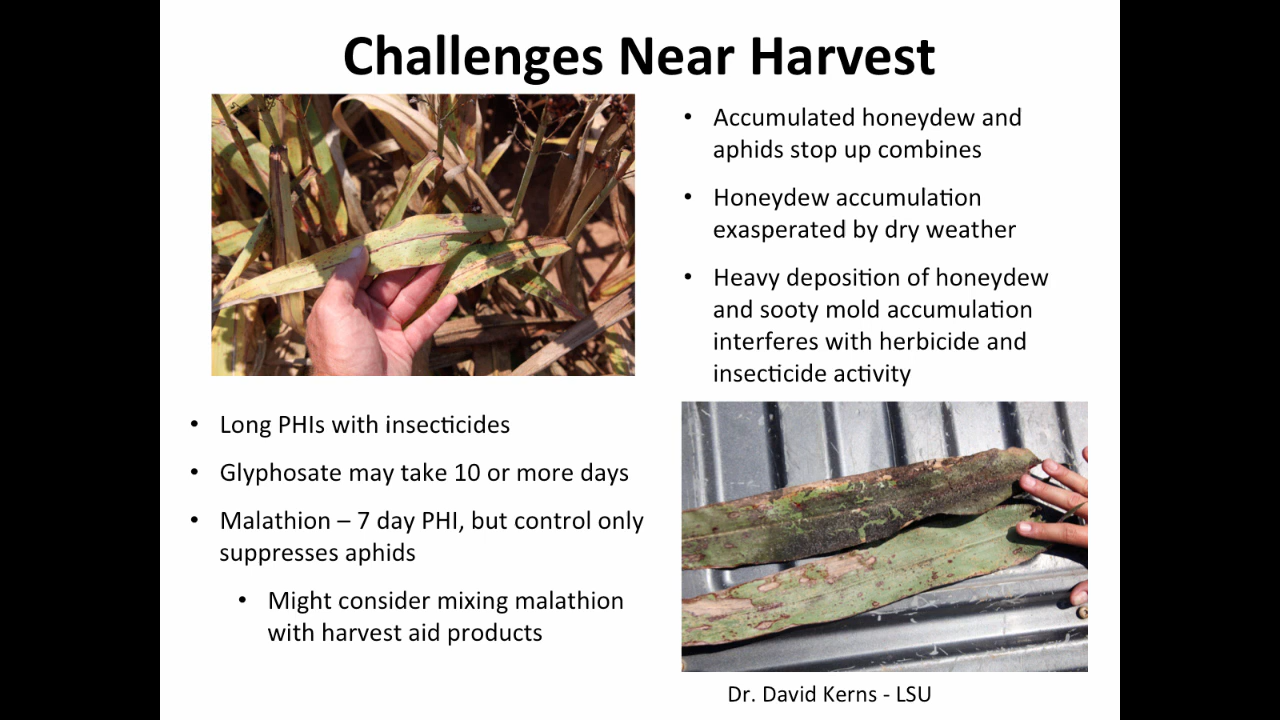 Challenges Near Harvest
• Accumulated honeydew and
aphids stop up combines
• Honeydew accumulation
exasperated by dry weather
• Heavy deposition of honeydew
and sooty mold accumulation
interferes with herbicide and
insecticide activity
• Long PHIs with insecticides
• Glyphosate may take 10 or more days
• Malathion – 7 day PHI, but control only
suppresses aphids
• Might consider mixing malathion
with harvest aid products
Dr. David Kerns - LSU